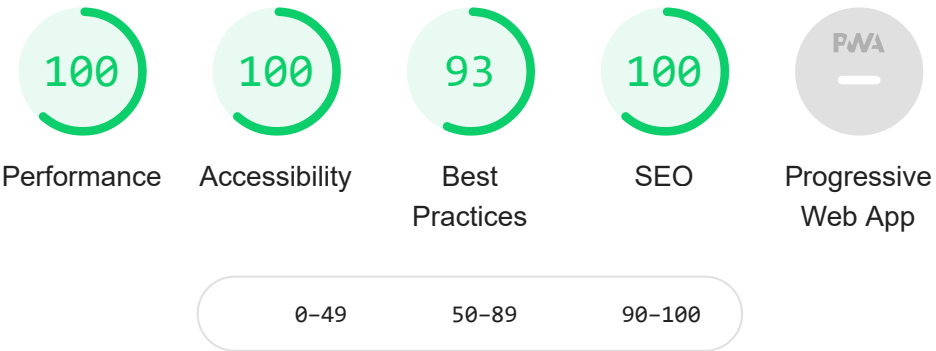 100 100 93 100 PWA
Performance Accessibility Best Practices SEO Progressive Web App
0–49 50–89 90–100